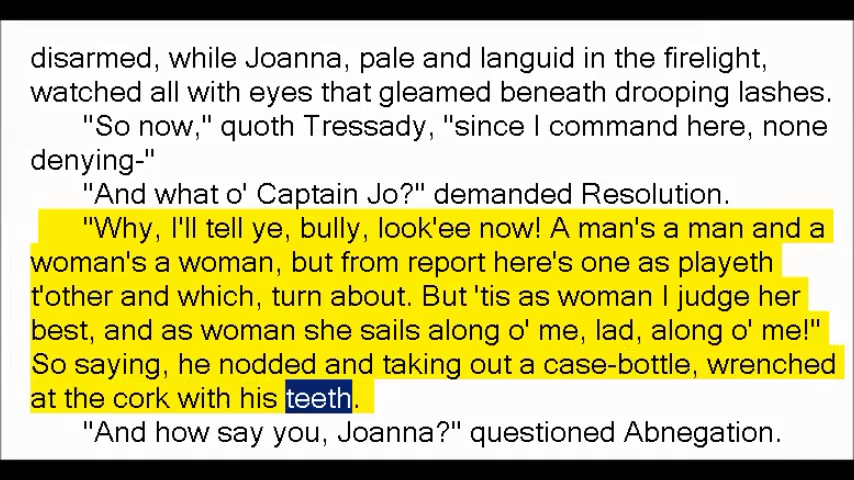 disarmed, while Joanna, pale and languid in the firelight,
watched all with eyes that gleamed beneath drooping lashes.
"So now," quoth Tressady, "since I command here, none
denying-"
"And what o' Captain Jo?" demanded Resolution.
"Why, I'll tell ye, bully, look'ee now! A man's a man and a
woman's a woman, but from report here's one as playeth
t'other and which, turn about. But 'tis as woman I judge her
best, and as woman she sails along o' me, lad, along o' me!"
So saying, he nodded and taking out a case-bottle, wrenched
at the cork with his teeth.
"And how say you, Joanna?" questioned Abnegation.